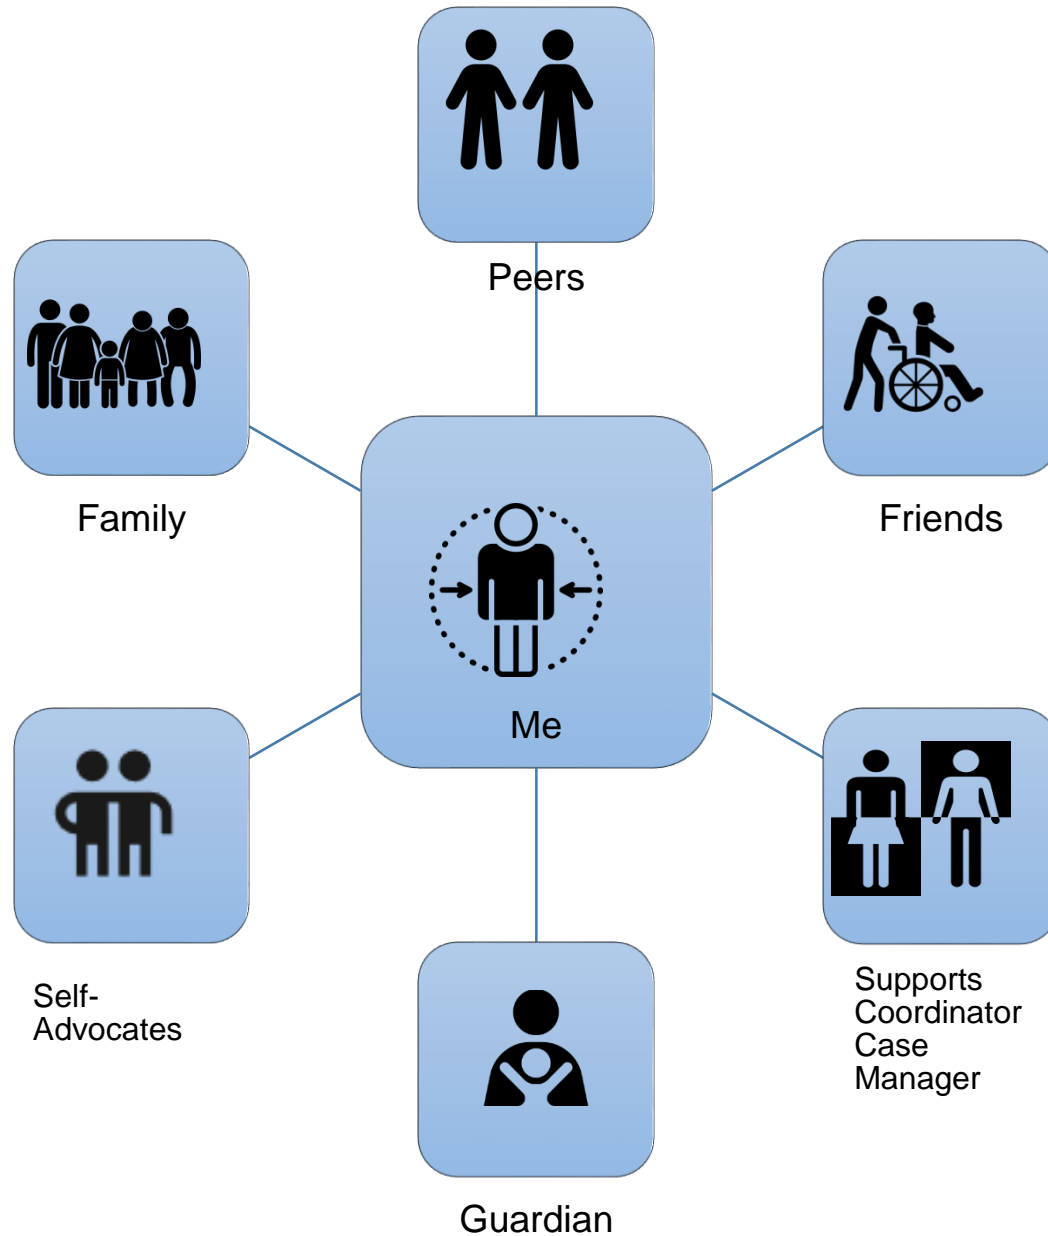 Peers
Family
Friends
Me
Self-
Advocates
Supports
Coordinator
Case
Manager
Guardian